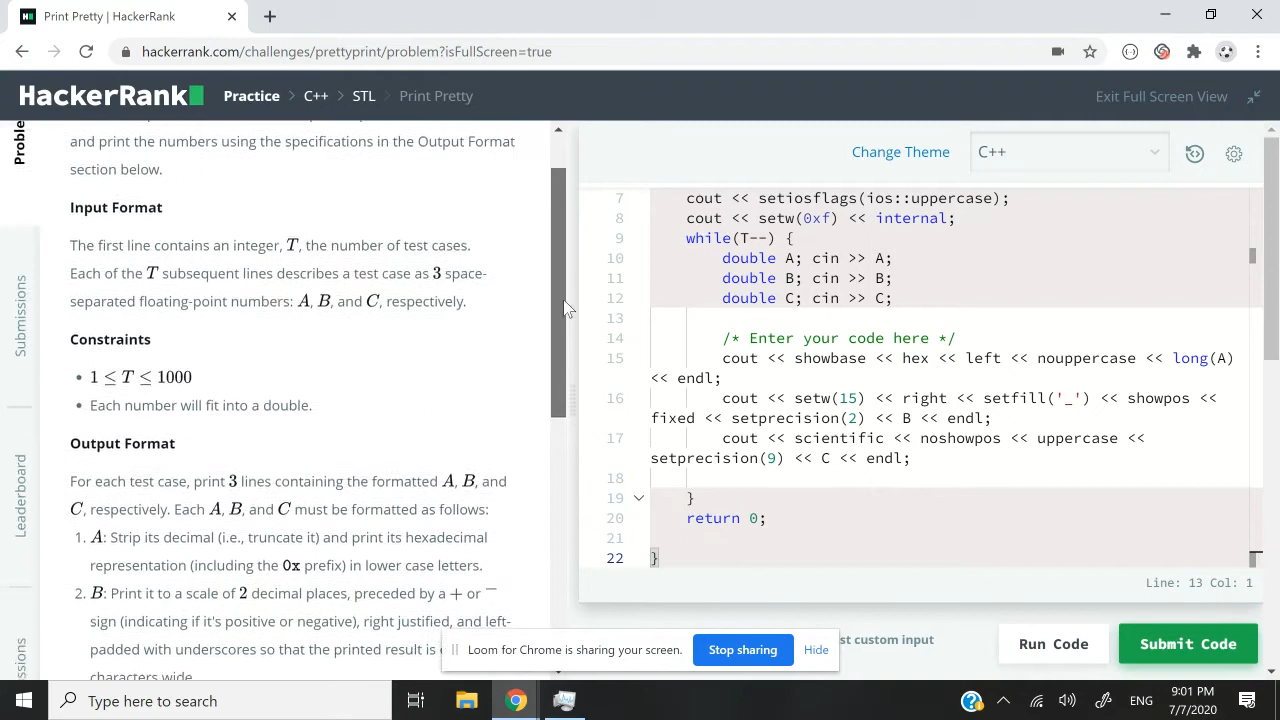 Print Pretty | HackerRank
hackerrank.com/challenges/prettyprint/problem?isFullScreen=true
HackerRank
Practice > C++ > STL > Print Pretty
Exit Full Screen View
Submissions
Leaderboard
and print the numbers using the specifications in the Output Format
section below.
Input Format
The first line contains an integer, T, the number of test cases.
Each of the T subsequent lines describes a test case as 3 space-
separated floating-point numbers: A, B, and C, respectively.
Constraints
• 1 ≤ T ≤ 1000
• Each number will fit into a double.
Output Format
For each test case, print 3 lines containing the formatted A, B, and
C, respectively. Each A, B, and C must be formatted as follows:
1. A: Strip its decimal (i.e., truncate it) and print its hexadecimal
representation (including the 0x prefix) in lower case letters.
2. B: Print it to a scale of 2 decimal places, preceded by a + or −
sign (indicating if it's positive or negative), right justified, and left-
padded with underscores so that the printed result is
characters wide.
Change Theme
C++
7 cout << setiosflags(ios::uppercase);
8 cout << setw(0xf) << internal;
9 while(T--) {
10 double A; cin >> A;
11 double B; cin >> B;
12 double C; cin >> C;
13
14 /* Enter your code here */
15 cout << showbase << hex << left << nouppercase << long(A)
<< endl;
16 cout << setw(15) << right << setfill('_') << showpos <<
fixed << setprecision(2) << B << endl;
17 cout << scientific << noshowpos << uppercase <<
setprecision(9) << C << endl;
18
19 }
20 return 0;
21
22 }
Line: 13 Col: 1
custom input
Run Code
Submit Code
Loom for Chrome is sharing your screen.
Stop sharing
Hide
Type here to search
ENG
9:01 PM
7/7/2020